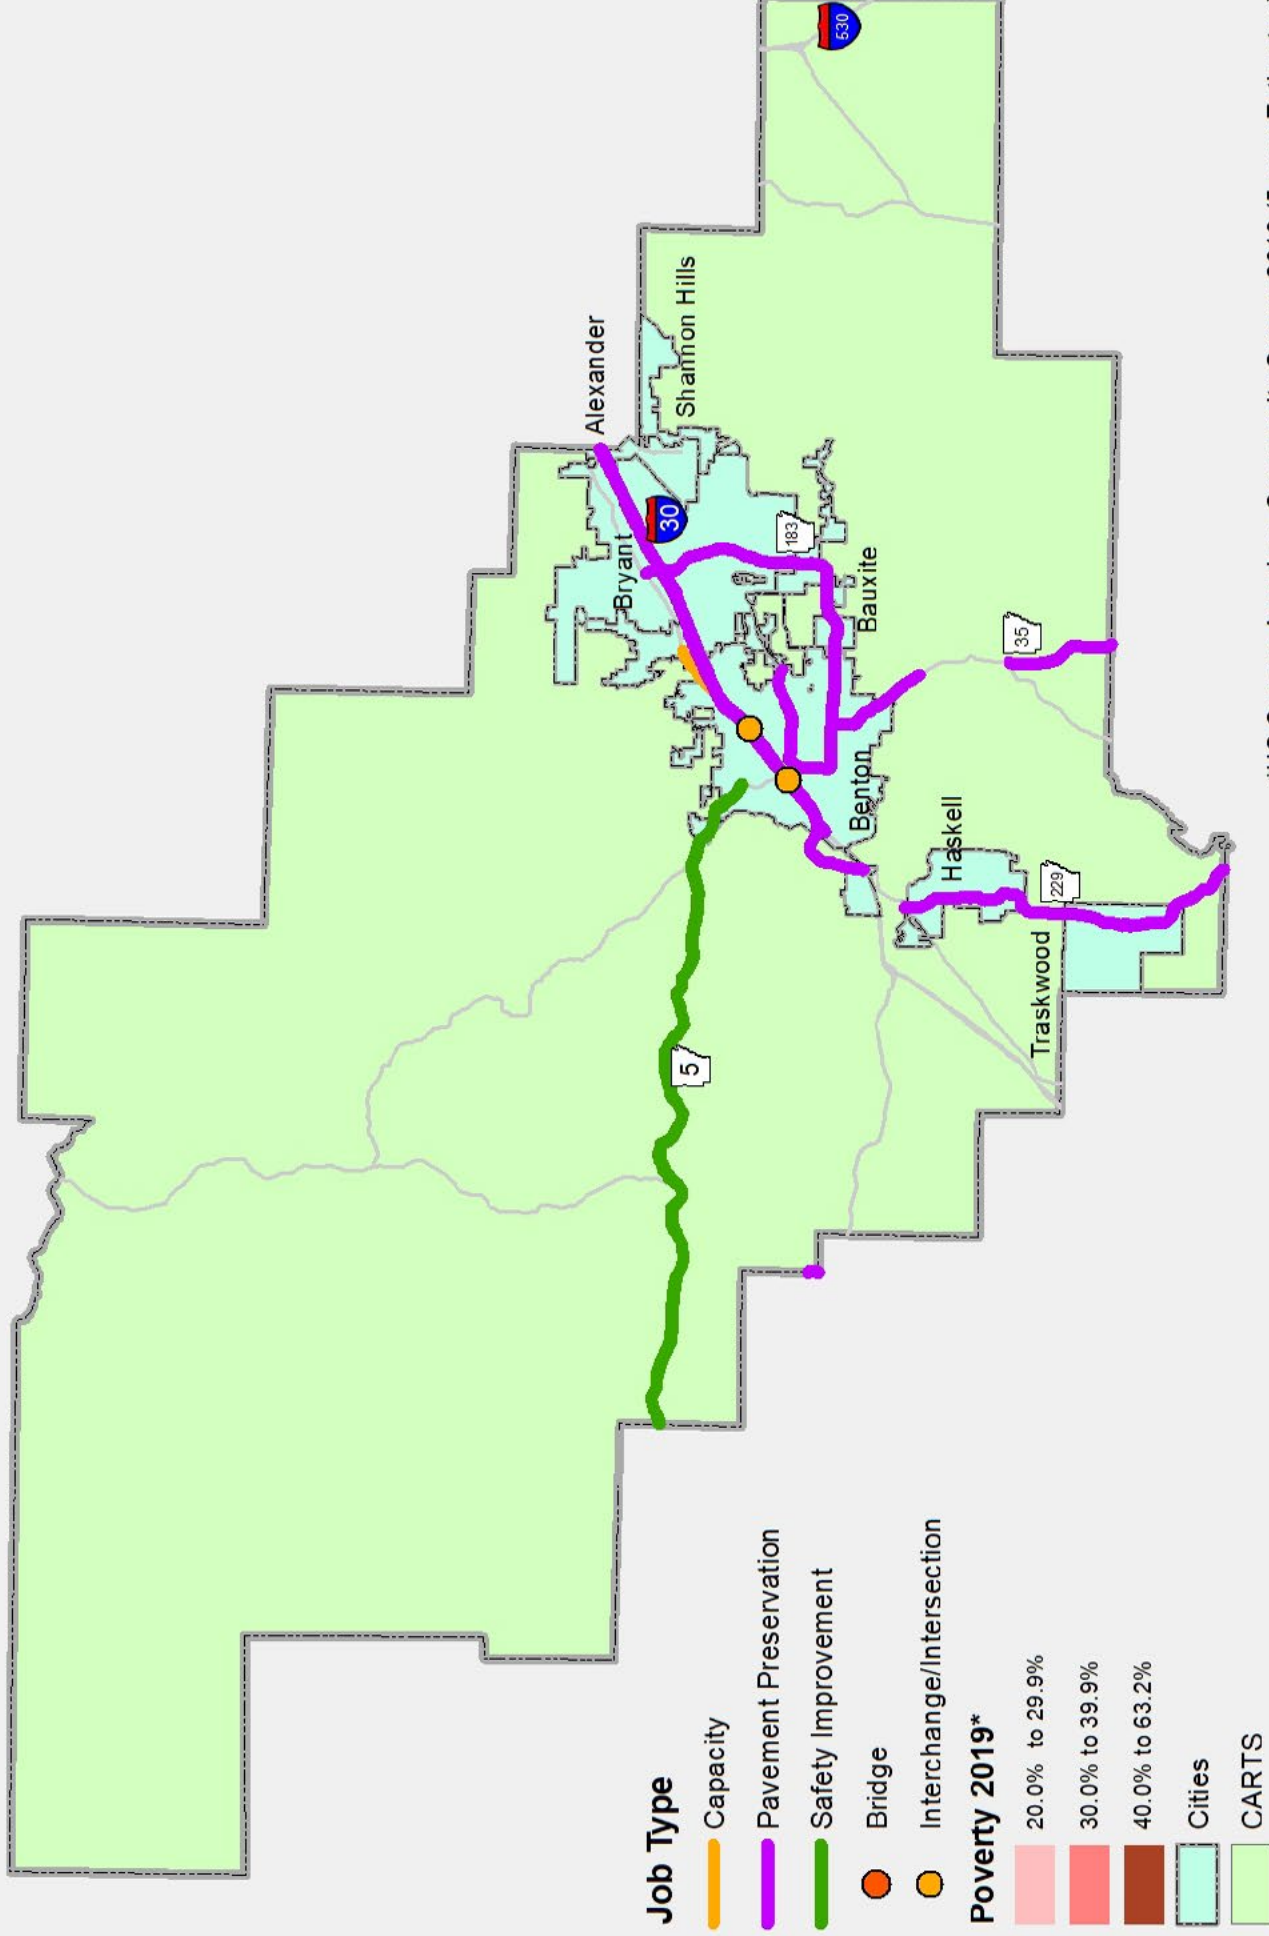 530
Alexander
Shannon Hills
30
Bryant
183
Bauxite
35
Benton
Haskell
229
Traskwood
5
Job Type
Capacity
Pavement Preservation
Safety Improvement
Bridge
Interchange/Intersection
Poverty 2019*
20.0% to 29.9%
30.0% to 39.9%
40.0% to 63.2%
Cities
CARTS